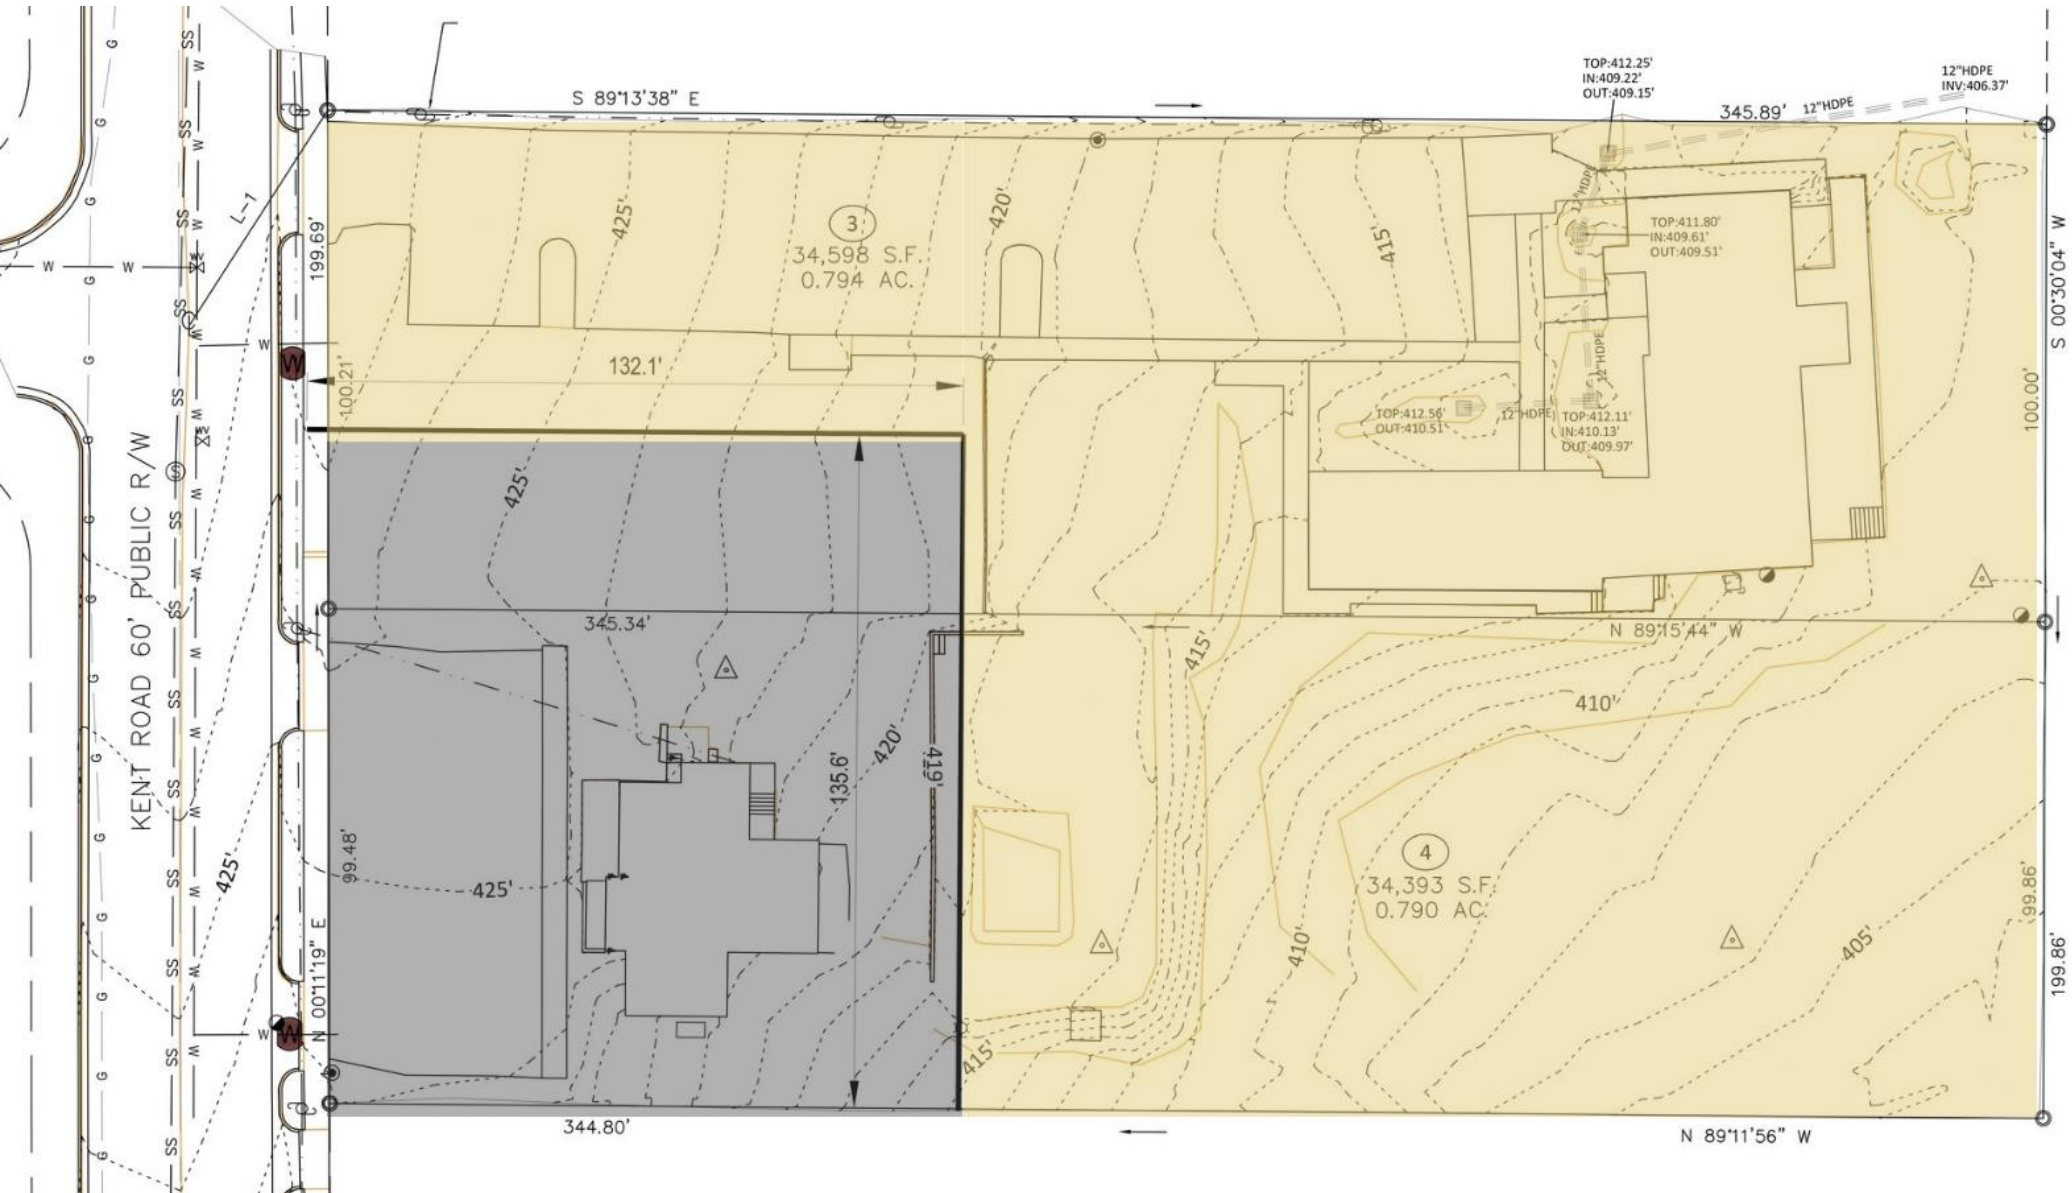 S 89°13'38" E
345.89'
TOP:412.25'
IN:409.22'
OUT:409.15'
12"HDPE
12"HDPE
INV:406.37'
L-1
199.69'
425'
3
34,598 S.F.
0.794 AC.
420'
415'
12"HDPE
TOP:411.80'
IN:409.61'
OUT:409.51'
S 00°30'04" W
100.21'
132.1'
12"HDPE
TOP:412.56'
OUT:410.51'
12"HDPE
TOP:412.11'
IN:410.13'
OUT:409.97'
100.00'
KENT ROAD 60' PUBLIC R/W
425'
345.34'
N 89°15'44" W
415'
410'
135.6'
420'
419'
99.48'
425'
425'
N 00°11'19" E
4
34,393 S.F.
0.790 AC.
410'
405'
99.86'
199.86'
415'
344.80'
N 89°11'56" W
G
SS
W
S